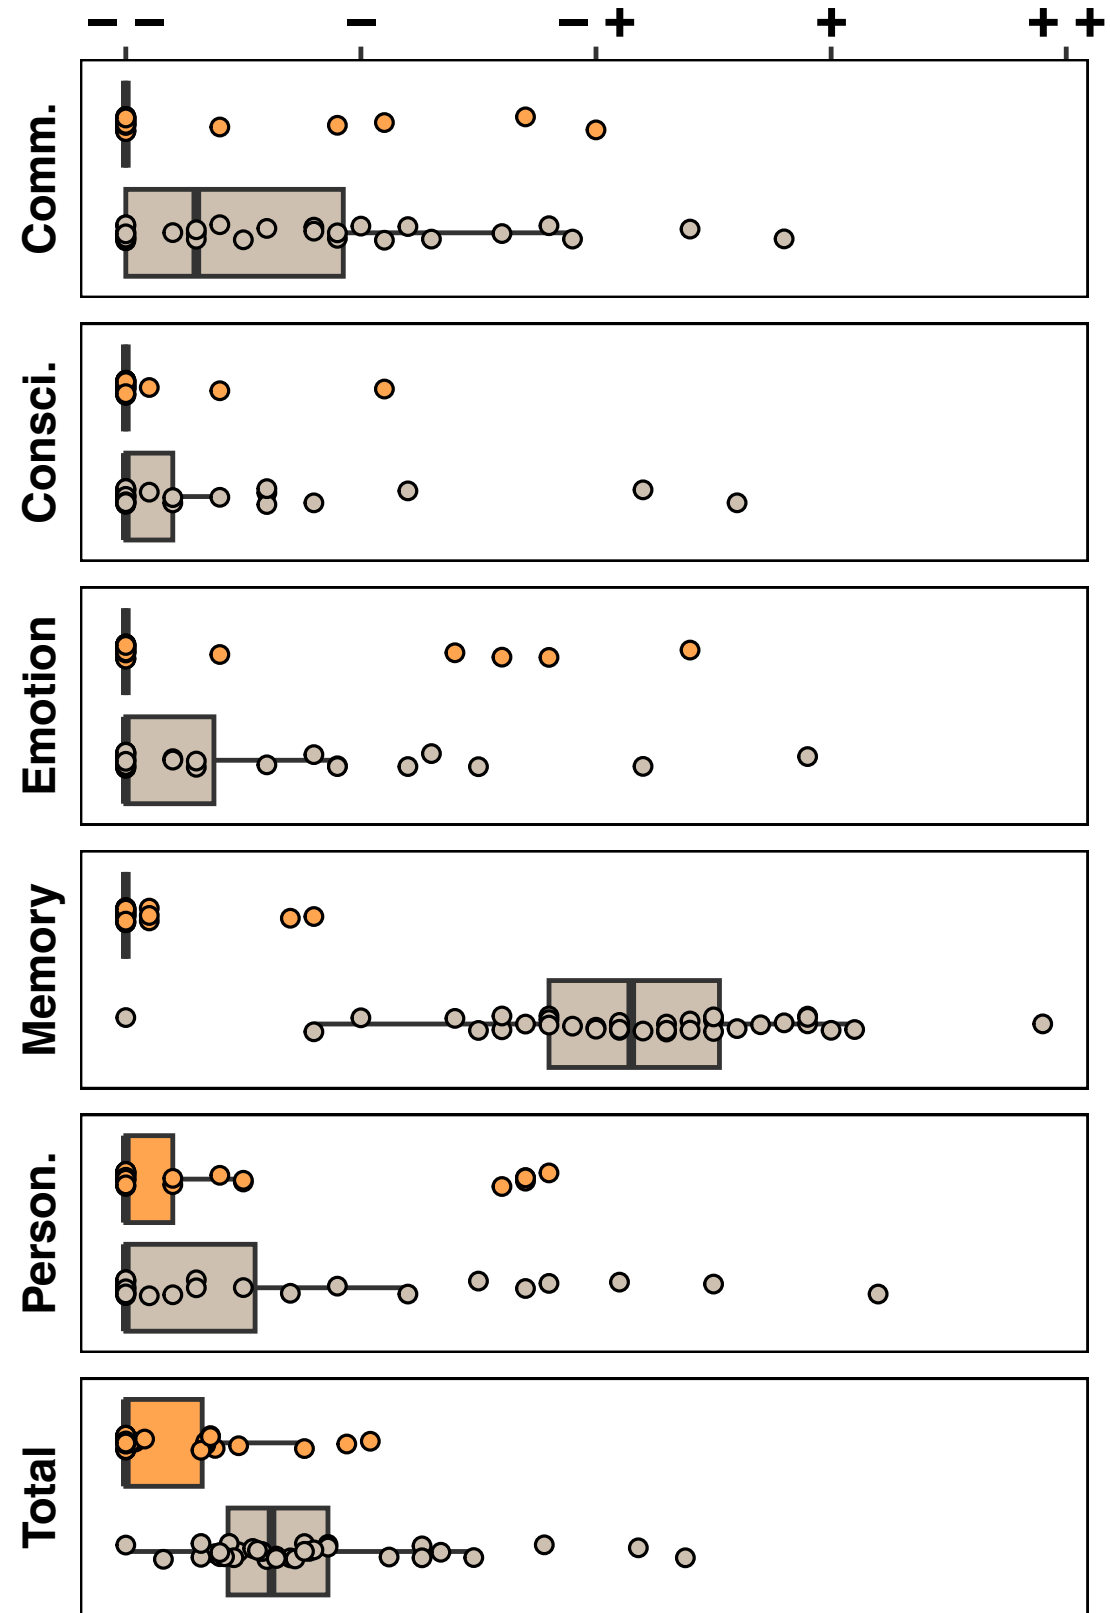 −− − −+ + ++
Comm.
Consci.
Emotion
Memory
Person.
Total